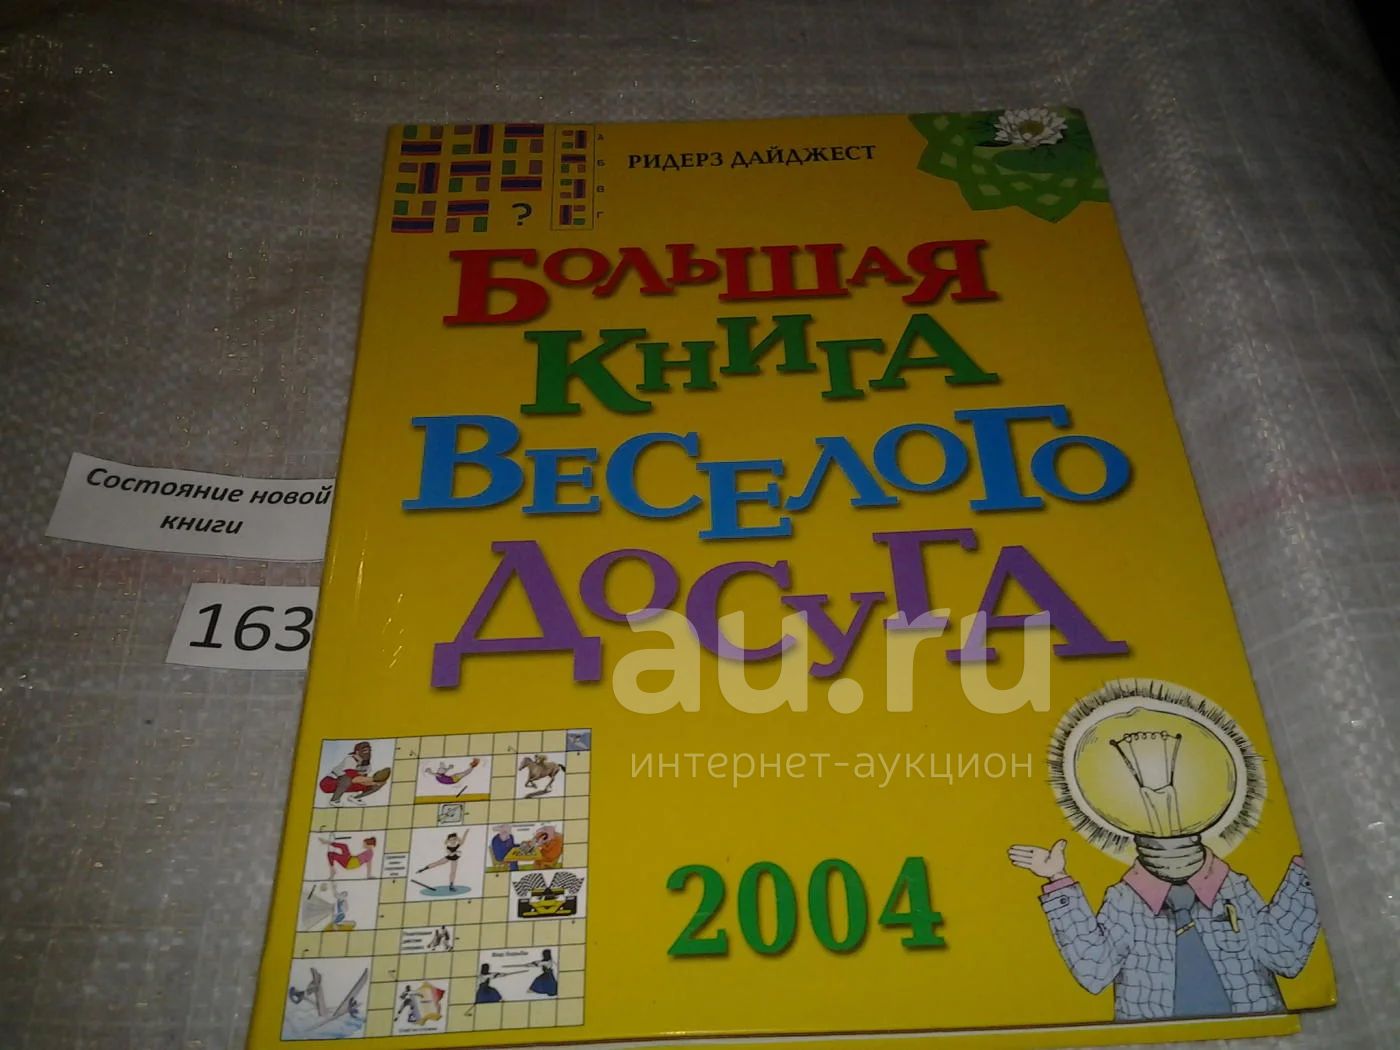 РИДЕРЗ ДАЙДЖЕСТ
А
Б
В
Г
?
БОЛЬШАЯ
КНИГА
ВЕСЕЛОГО
ДОСУГА
Состояние новой
книги
163
au.ru
интернет-аукцион
2004